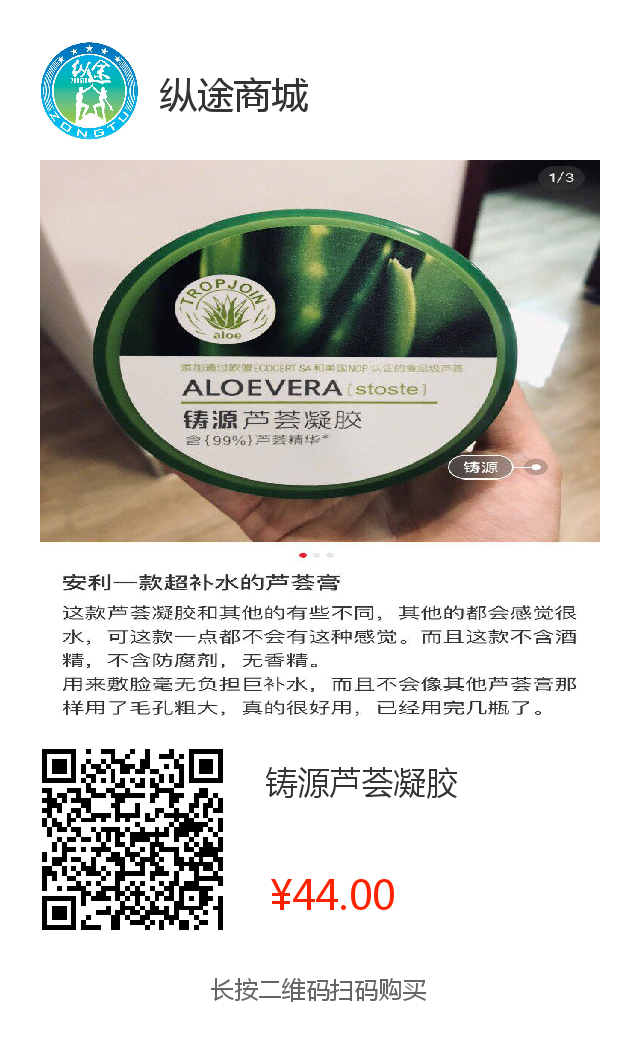 纵途
ZONGTU
ZONGTU
纵途商城
1/3
TROPJOIN
aloe
添加通过欧盟ECOCERT SA和美国NOP 认证的食品级芦荟
ALOEVERA{stoste}
铸源芦荟凝胶
含{99%}芦荟精华*
铸源
安利一款超补水的芦荟膏
这款芦荟凝胶和其他的有些不同，其他的都会感觉很
水，可这款一点都不会有这种感觉。而且这款不含酒
精，不含防腐剂，无香精。
用来敷脸毫无负担巨补水，而且不会像其他芦荟膏那
样用了毛孔粗大，真的很好用，已经用完几瓶了。
铸源芦荟凝胶
¥44.00
长按二维码扫码购买